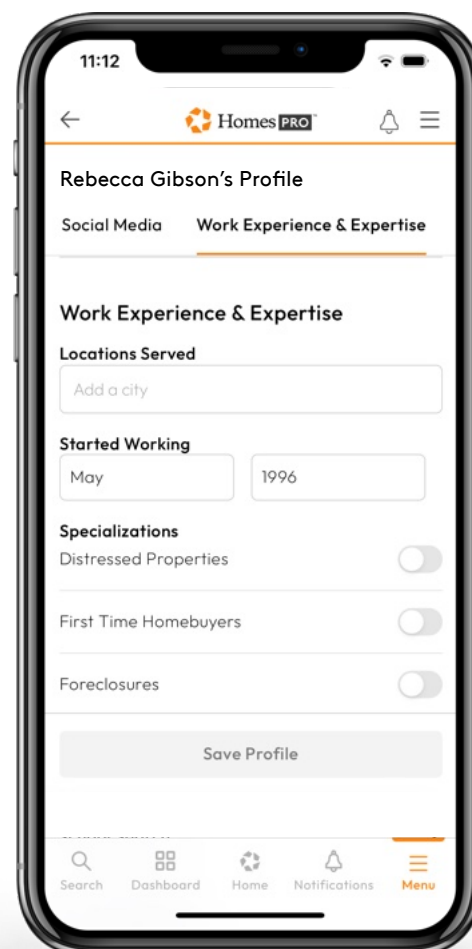 11:12
Homes PRO™
Rebecca Gibson's Profile
Social Media Work Experience & Expertise
Work Experience & Expertise
Locations Served
Add a city
Started Working
May 1996
Specializations
Distressed Properties
First Time Homebuyers
Foreclosures
Save Profile
Search Dashboard Home Notifications Menu